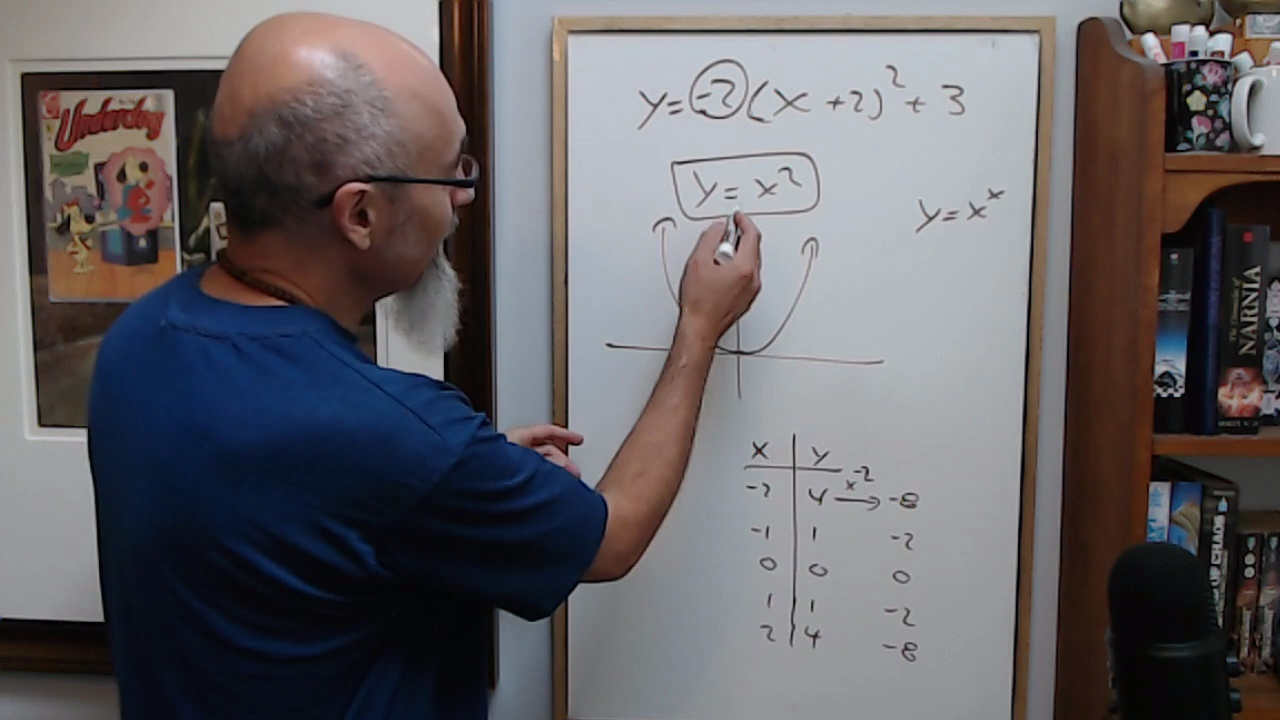 Underdog
y = -2 (x + 2)² + 3
y = x²
y = xˣ
x y
x -2
-2 4 → -8
-1 1 -2
0 0 0
1 1 -2
2 4 -8
NARNIA